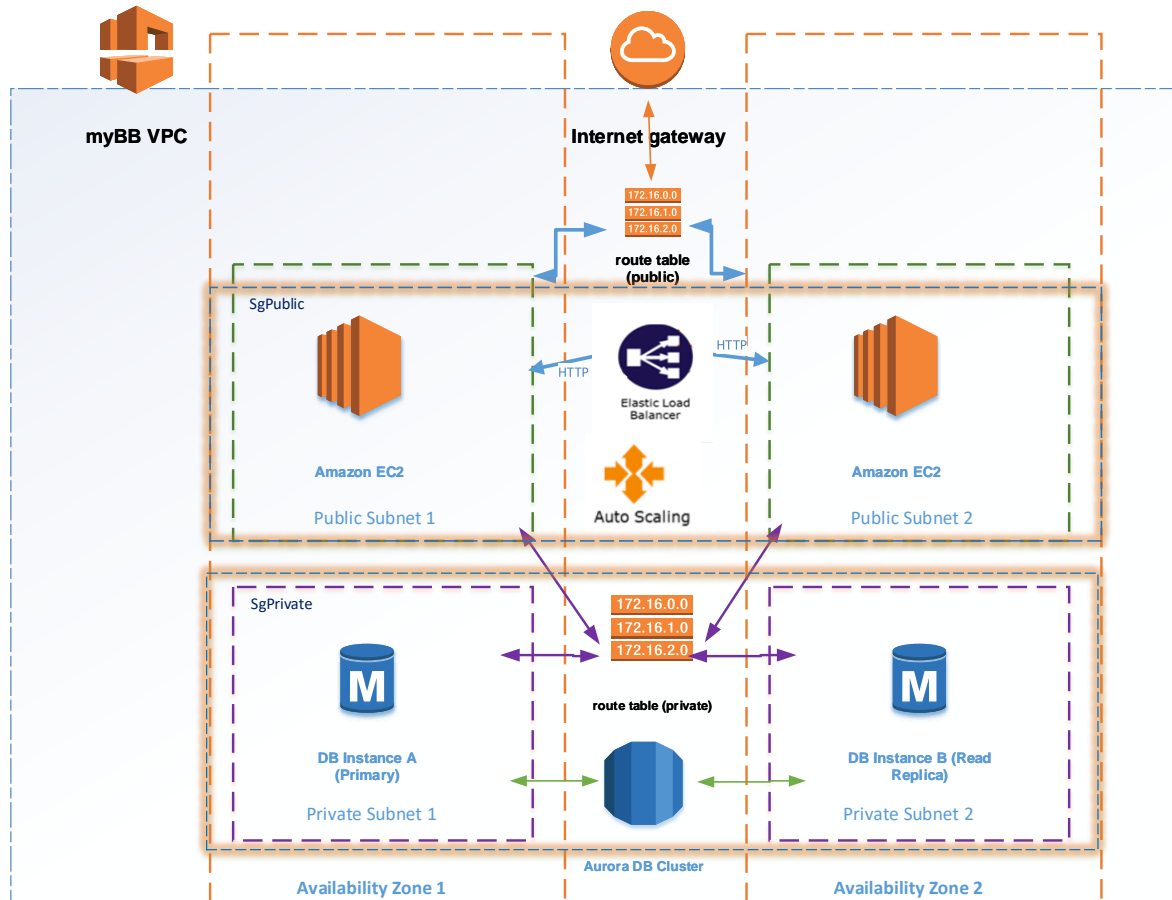 myBB VPC
Internet gateway
172.16.0.0
172.16.1.0
172.16.2.0
route table
(public)
SgPublic
HTTP
HTTP
Elastic Load
Balancer
Amazon EC2
Amazon EC2
Auto Scaling
Public Subnet 1
Public Subnet 2
SgPrivate
172.16.0.0
172.16.1.0
172.16.2.0
M
M
route table (private)
DB Instance A
(Primary)
DB Instance B (Read
Replica)
Private Subnet 1
Private Subnet 2
Aurora DB Cluster
Availability Zone 1
Availability Zone 2